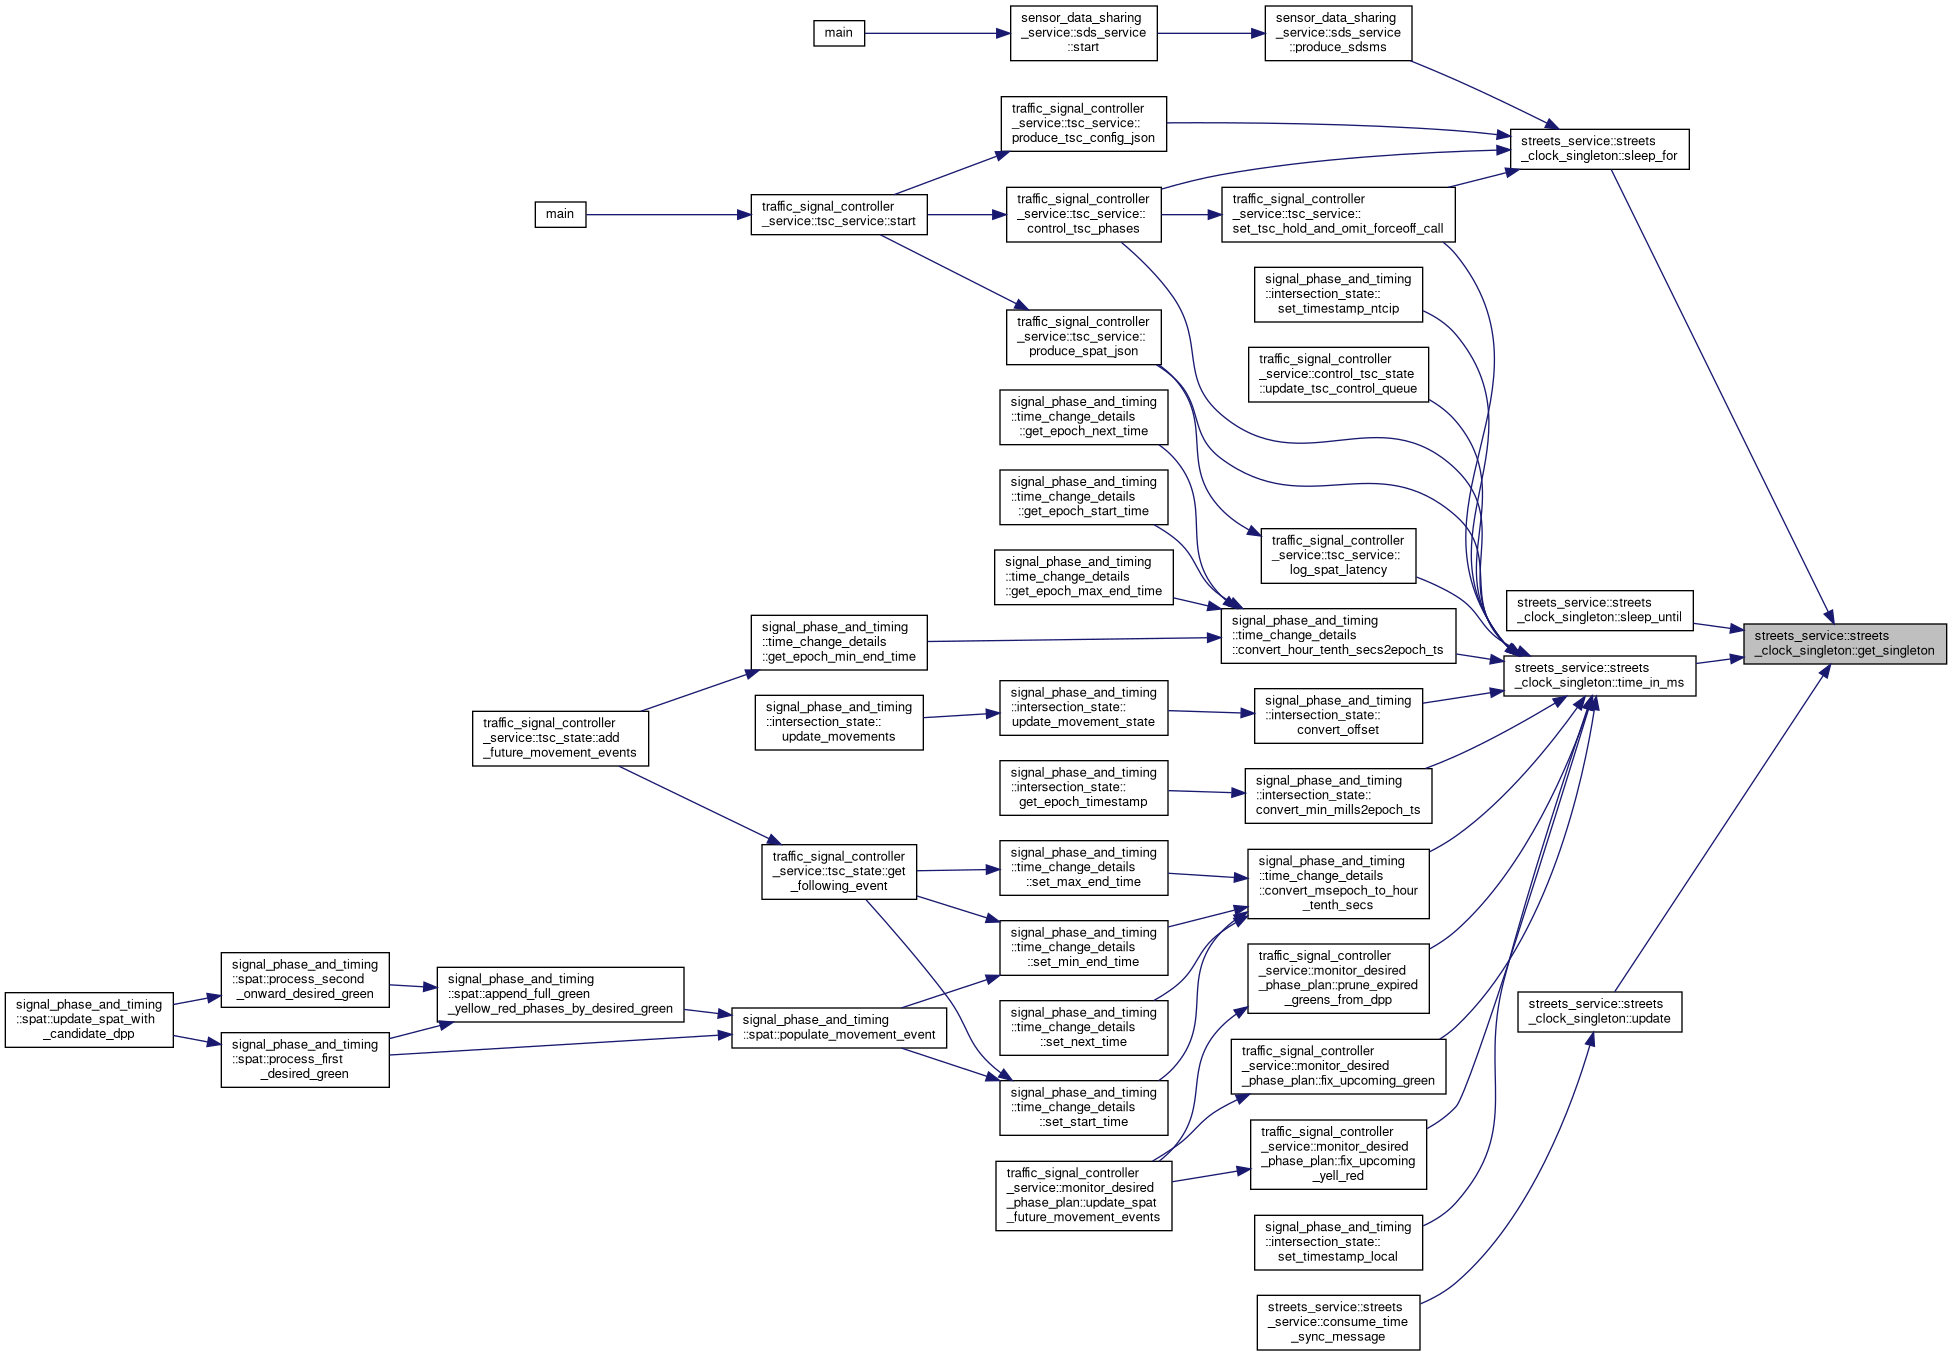 main
sensor_data_sharing
_service::sds_service
::start
sensor_data_sharing
_service::sds_service
::produce_sdsms
traffic_signal_controller
_service::tsc_service::
produce_tsc_config_json
streets_service::streets
_clock_singleton::sleep_for
main
traffic_signal_controller
_service::tsc_service::start
traffic_signal_controller
_service::tsc_service::
control_tsc_phases
traffic_signal_controller
_service::tsc_service::
set_tsc_hold_and_omit_forceoff_call
signal_phase_and_timing
::intersection_state::
set_timestamp_ntcip
traffic_signal_controller
_service::tsc_service::
produce_spat_json
traffic_signal_controller
_service::control_tsc_state
::update_tsc_control_queue
signal_phase_and_timing
::time_change_details
::get_epoch_next_time
signal_phase_and_timing
::time_change_details
::get_epoch_start_time
traffic_signal_controller
_service::tsc_service::
log_spat_latency
signal_phase_and_timing
::time_change_details
::get_epoch_max_end_time
streets_service::streets
_clock_singleton::sleep_until
signal_phase_and_timing
::time_change_details
::get_epoch_min_end_time
signal_phase_and_timing
::time_change_details
::convert_hour_tenth_secs2epoch_ts
streets_service::streets
_clock_singleton::get_singleton
streets_service::streets
_clock_singleton::time_in_ms
traffic_signal_controller
_service::tsc_state::add
_future_movement_events
signal_phase_and_timing
::intersection_state::
update_movements
signal_phase_and_timing
::intersection_state::
update_movement_state
signal_phase_and_timing
::intersection_state::
convert_offset
signal_phase_and_timing
::intersection_state::
get_epoch_timestamp
signal_phase_and_timing
::intersection_state::
convert_min_mills2epoch_ts
traffic_signal_controller
_service::tsc_state::get
_following_event
signal_phase_and_timing
::time_change_details
::set_max_end_time
signal_phase_and_timing
::time_change_details
::convert_msepoch_to_hour
_tenth_secs
signal_phase_and_timing
::time_change_details
::set_min_end_time
traffic_signal_controller
_service::monitor_desired
_phase_plan::prune_expired
_greens_from_dpp
signal_phase_and_timing
::spat::update_spat_with
_candidate_dpp
signal_phase_and_timing
::spat::process_second
_onward_desired_green
signal_phase_and_timing
::spat::append_full_green
_yellow_red_phases_by_desired_green
signal_phase_and_timing
::spat::process_first
_desired_green
signal_phase_and_timing
::spat::populate_movement_event
signal_phase_and_timing
::time_change_details
::set_next_time
streets_service::streets
_clock_singleton::update
traffic_signal_controller
_service::monitor_desired
_phase_plan::fix_upcoming_green
signal_phase_and_timing
::time_change_details
::set_start_time
traffic_signal_controller
_service::monitor_desired
_phase_plan::fix_upcoming
_yell_red
traffic_signal_controller
_service::monitor_desired
_phase_plan::update_spat
_future_movement_events
signal_phase_and_timing
::intersection_state::
set_timestamp_local
streets_service::streets
_service::consume_time
_sync_message